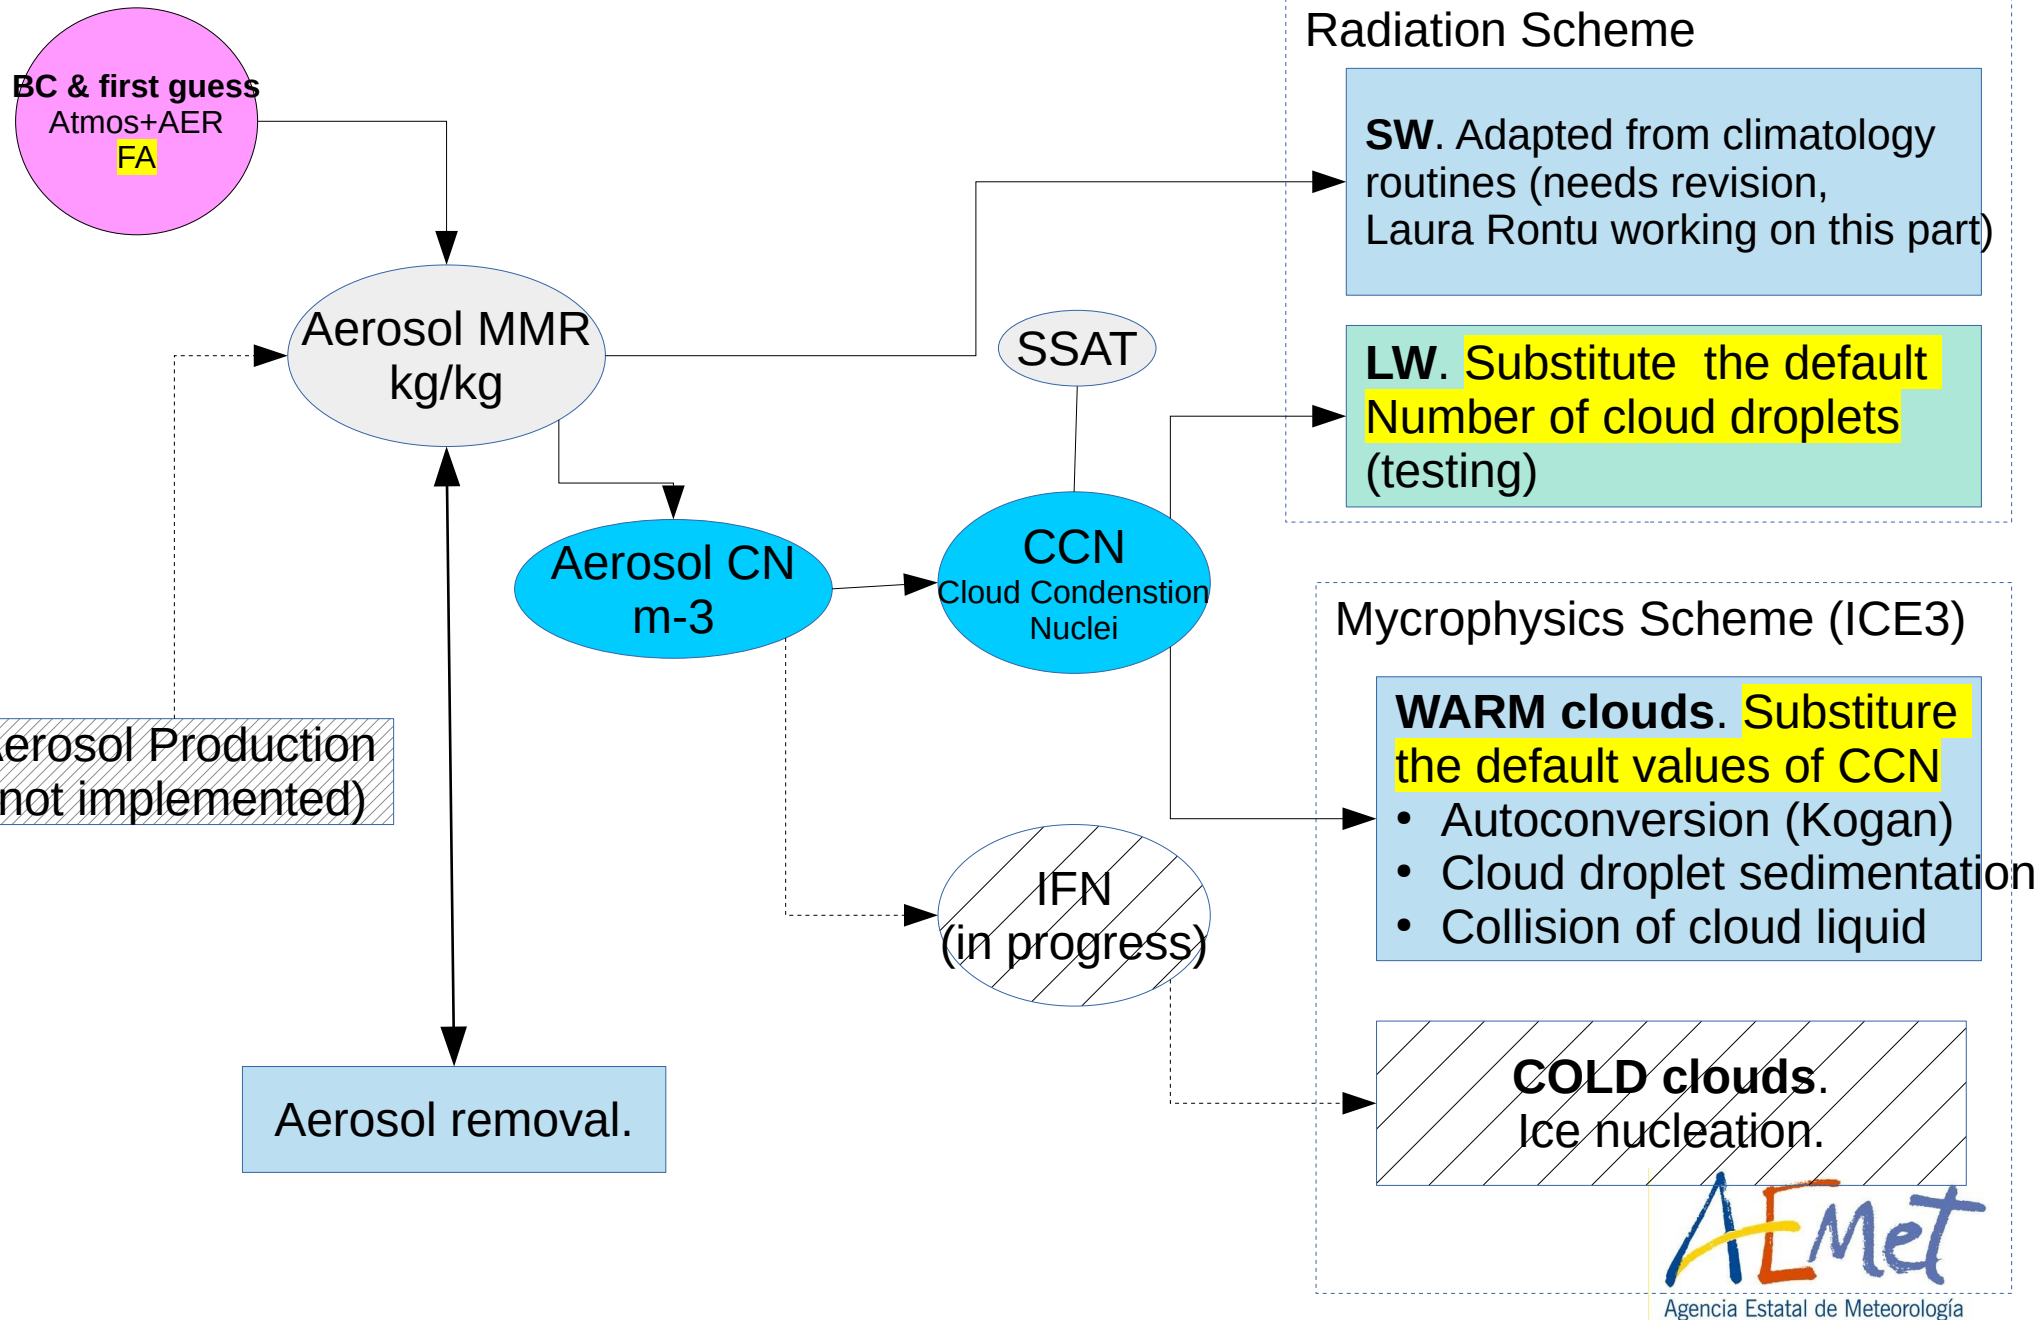 BC & first guess
Atmos+AER
FA
Radiation Scheme
SW. Adapted from climatology
routines (needs revision,
Laura Rontu working on this part)
Aerosol MMR
kg/kg
SSAT
LW. Substitute  the default
Number of cloud droplets
(testing)
Aerosol CN
m-3
CCN
Cloud Condenstion
Nuclei
Mycrophysics Scheme (ICE3)
WARM clouds. Substiture
the default values of CCN
• Autoconversion (Kogan)
• Cloud droplet sedimentation
• Collision of cloud liquid
Aerosol Production
not implemented)
IFN
(in progress)
COLD clouds.
Ice nucleation.
Aerosol removal.
AEMet
Agencia Estatal de Meteorología